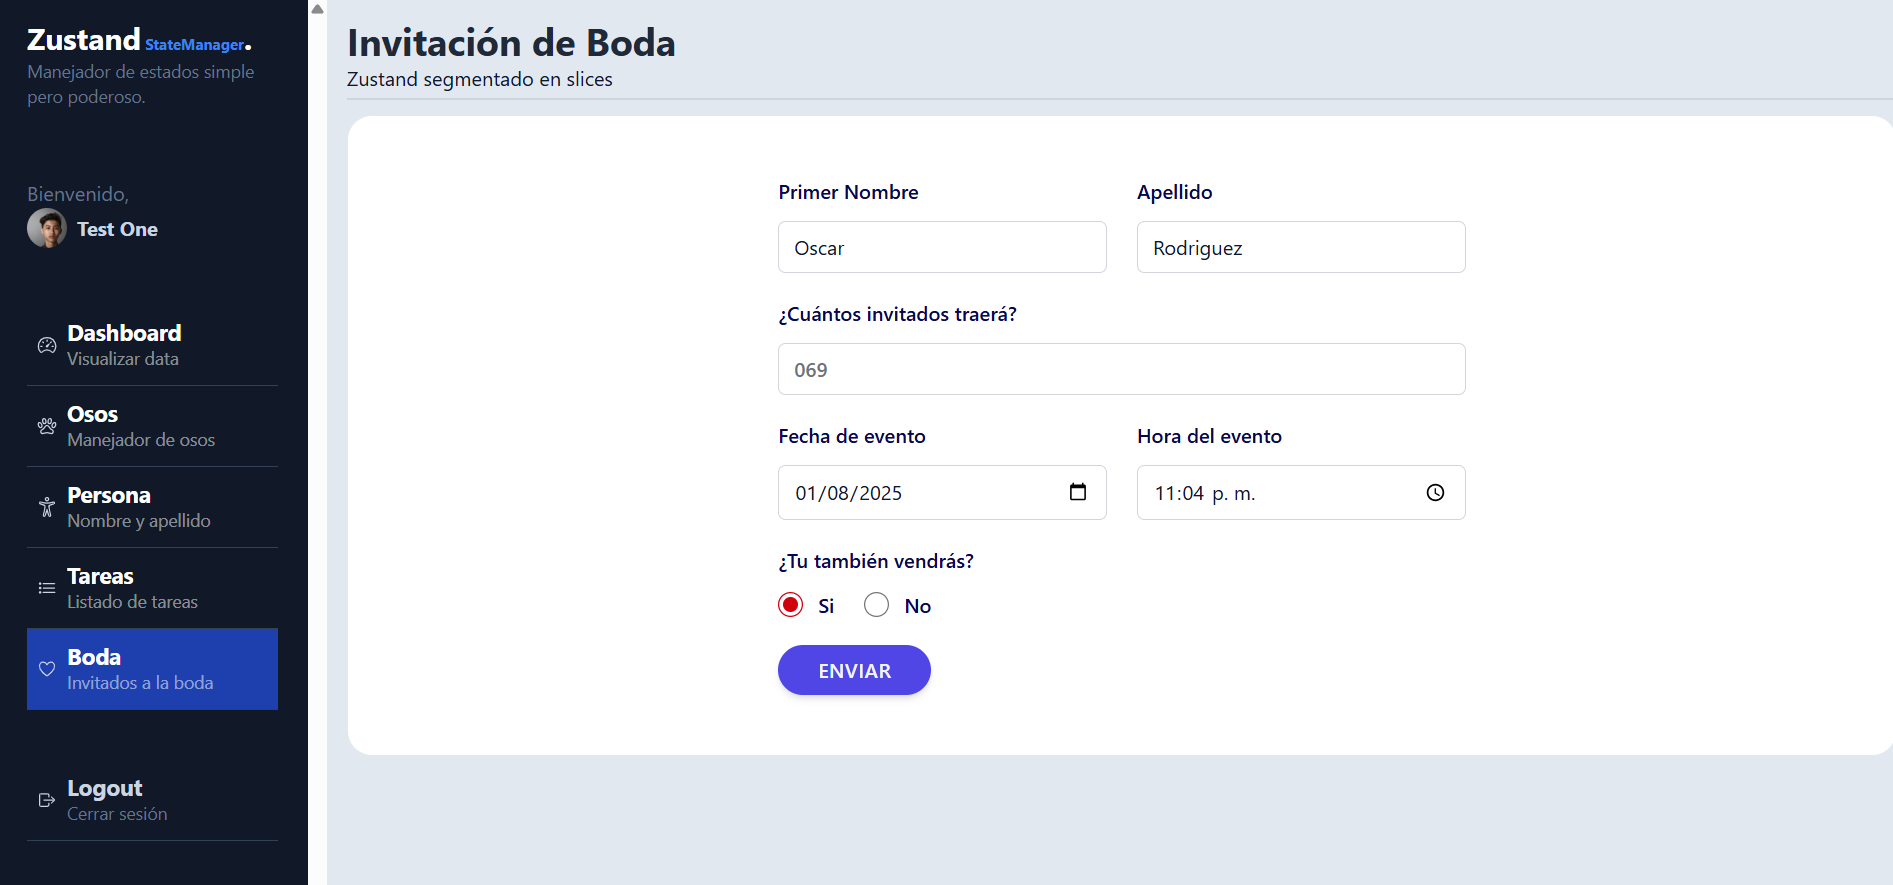 Zustand StateManager.
Manejador de estados simple
pero poderoso.
Bienvenido,
Test One
Dashboard
Visualizar data
Osos
Manejador de osos
Persona
Nombre y apellido
Tareas
Listado de tareas
Boda
Invitados a la boda
Logout
Cerrar sesión
Invitación de Boda
Zustand segmentado en slices
Primer Nombre
Apellido
Oscar
Rodriguez
¿Cuántos invitados traerá?
069
Fecha de evento
Hora del evento
01/08/2025
11:04 p. m.
¿Tu también vendrás?
Si
No
ENVIAR